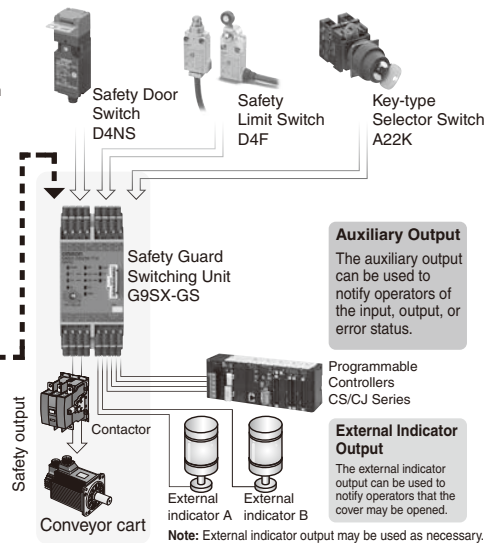 Safety Door
Switch
D4NS
Safety
Limit Switch
D4F
Key-type
Selector Switch
A22K
Safety Guard
Switching Unit
G9SX-GS
Auxiliary Output
The auxiliary output
can be used to
notify operators of
the input, output, or
error status.
Programmable
Controllers
CS/CJ Series
Safety output
Contactor
External
indicator A
External
indicator B
External Indicator
Output
The external indicator
output can be used to
notify operators that the
cover may be opened.
Conveyor cart
Note: External indicator output may be used as necessary.